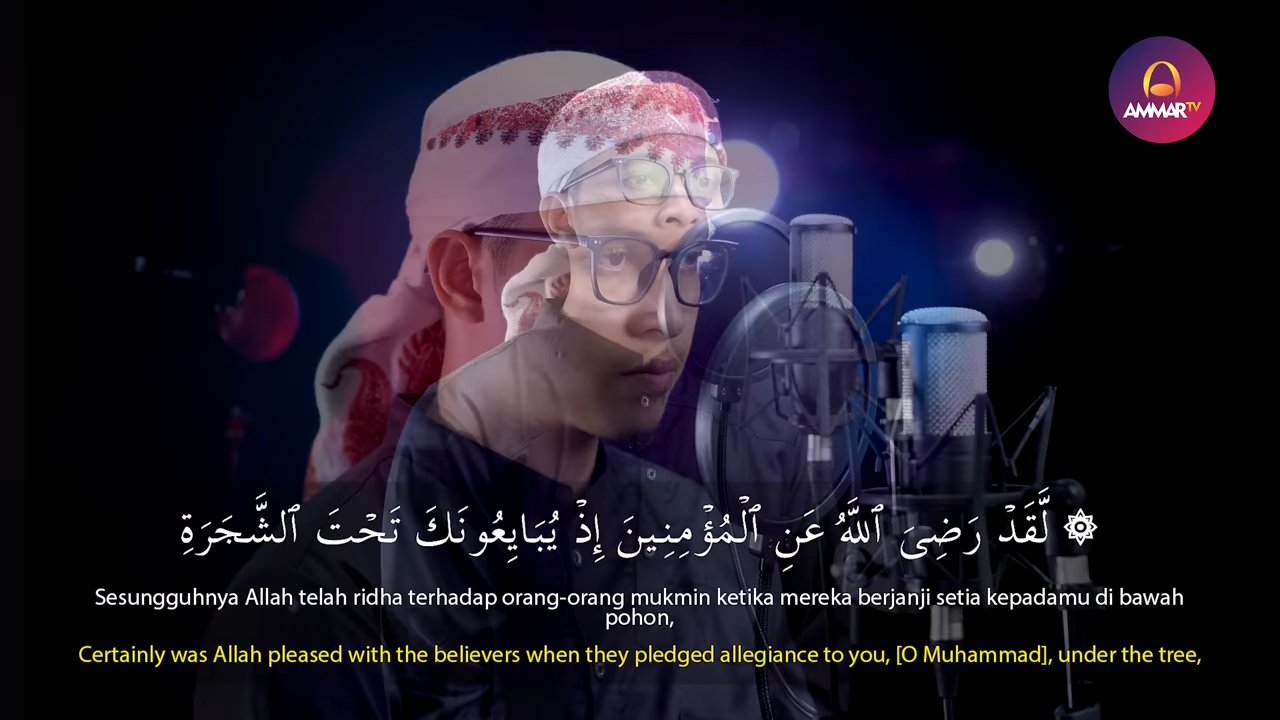 AMMARTV
۞ لَّقَدْ رَضِىَ ٱللَّهُ عَنِ ٱلْمُؤْمِنِينَ إِذْ يُبَايِعُونَكَ تَحْتَ ٱلشَّجَرَةِ
Sesungguhnya Allah telah ridha terhadap orang-orang mukmin ketika mereka berjanji setia kepadamu di bawah
pohon,
Certainly was Allah pleased with the believers when they pledged allegiance to you, [O Muhammad], under the tree,